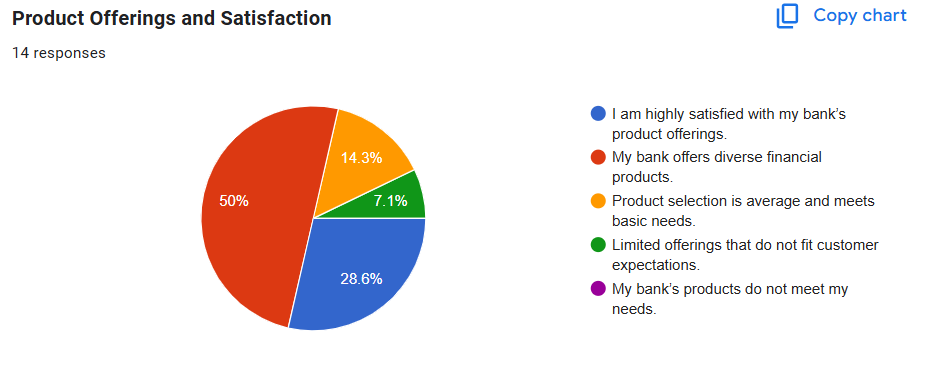 Product Offerings and Satisfaction
Copy chart
14 responses
50%
14.3%
7.1%
28.6%
I am highly satisfied with my bank’s
product offerings.
My bank offers diverse financial
products.
Product selection is average and meets
basic needs.
Limited offerings that do not fit customer
expectations.
My bank’s products do not meet my
needs.